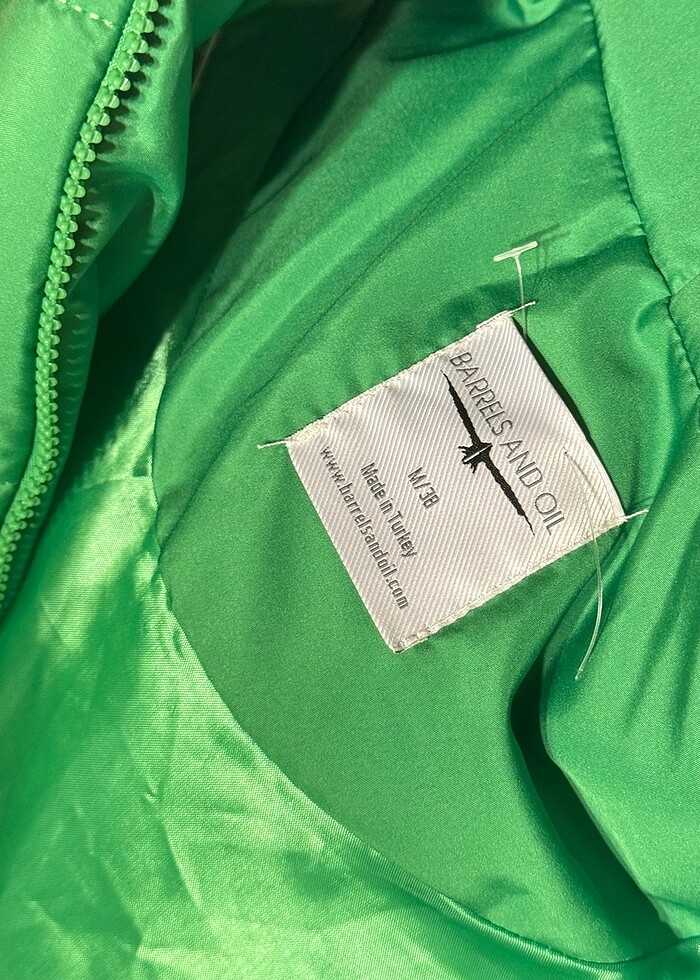 BARRELS AND OIL
M/38
Made in Turkey
www.barrelsandoil.com